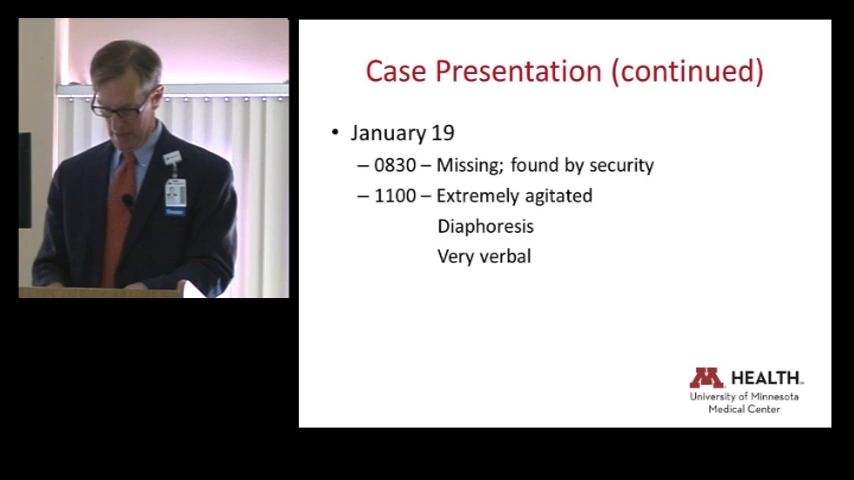 Case Presentation (continued)
• January 19
– 0830 – Missing; found by security
– 1100 – Extremely agitated
Diaphoresis
Very verbal
M HEALTH
University of Minnesota
Medical Center